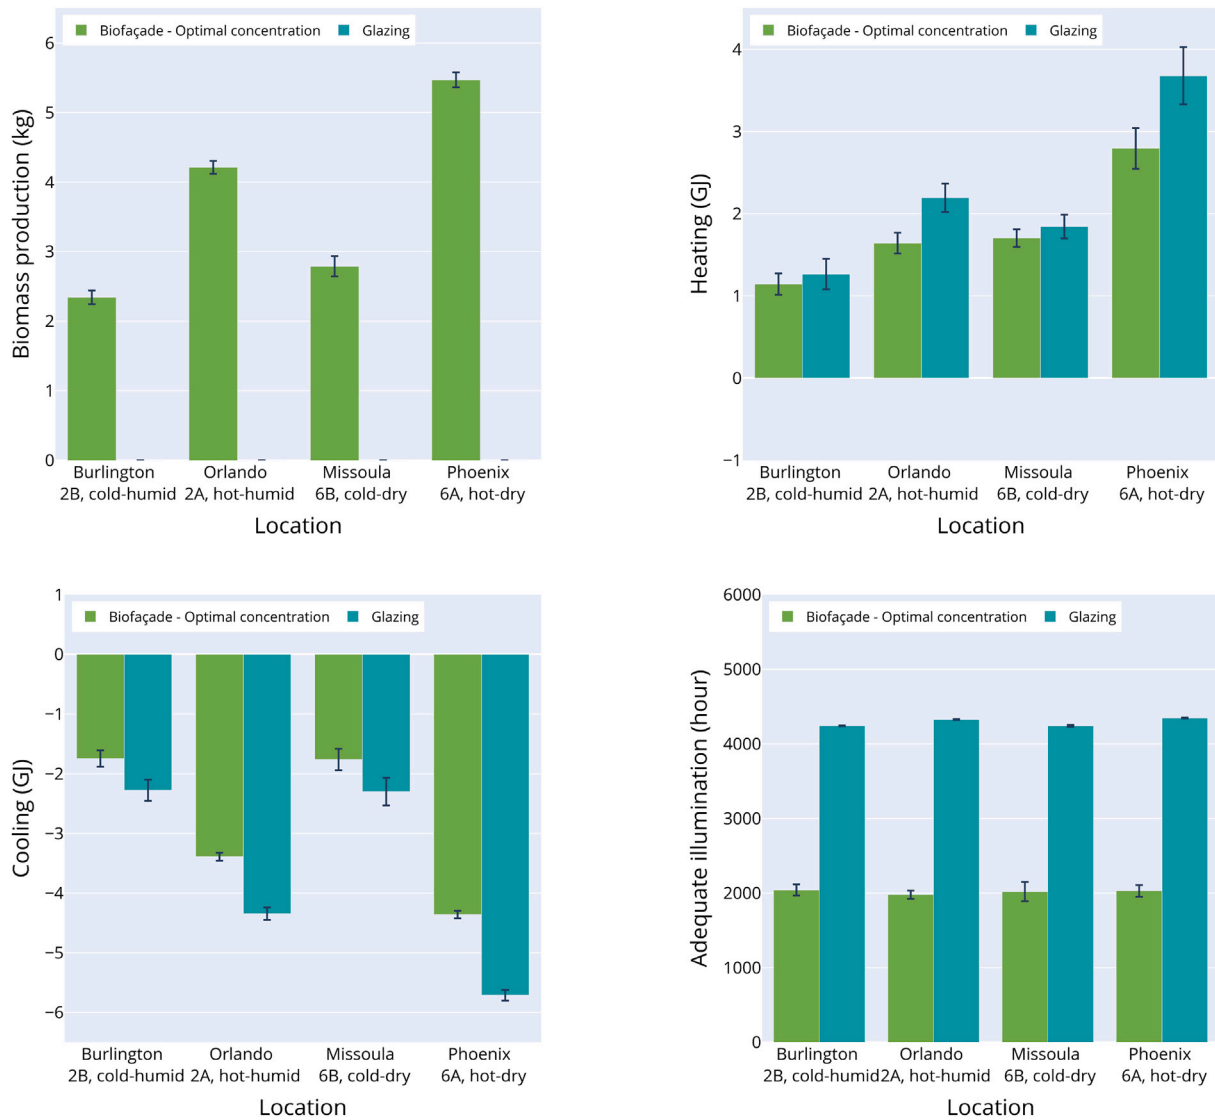 Biofaçade - Optimal concentration Glazing
Biomass production (kg)
6
5
4
3
2
1
0
Burlington Orlando Missoula Phoenix
2B, cold-humid 2A, hot-humid 6B, cold-dry 6A, hot-dry
Location
Biofaçade - Optimal concentration Glazing
Heating (GJ)
4
3
2
1
0
−1
Burlington Orlando Missoula Phoenix
2B, cold-humid 2A, hot-humid 6B, cold-dry 6A, hot-dry
Location
Biofaçade - Optimal concentration Glazing
Cooling (GJ)
1
0
−1
−2
−3
−4
−5
−6
Burlington Orlando Missoula Phoenix
2B, cold-humid 2A, hot-humid 6B, cold-dry 6A, hot-dry
Location
Biofaçade - Optimal concentration Glazing
Adequate illumination (hour)
6000
5000
4000
3000
2000
1000
0
Burlington Orlando Missoula Phoenix
2B, cold-humid 2A, hot-humid 6B, cold-dry 6A, hot-dry
Location